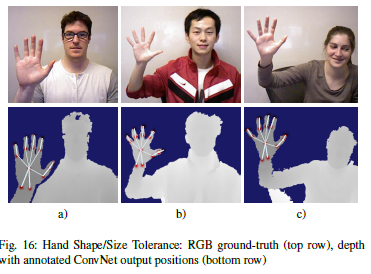 a) b) c)
Fig. 16: Hand Shape/Size Tolerance: RGB ground-truth (top row), depth
with annotated ConvNet output positions (bottom row)